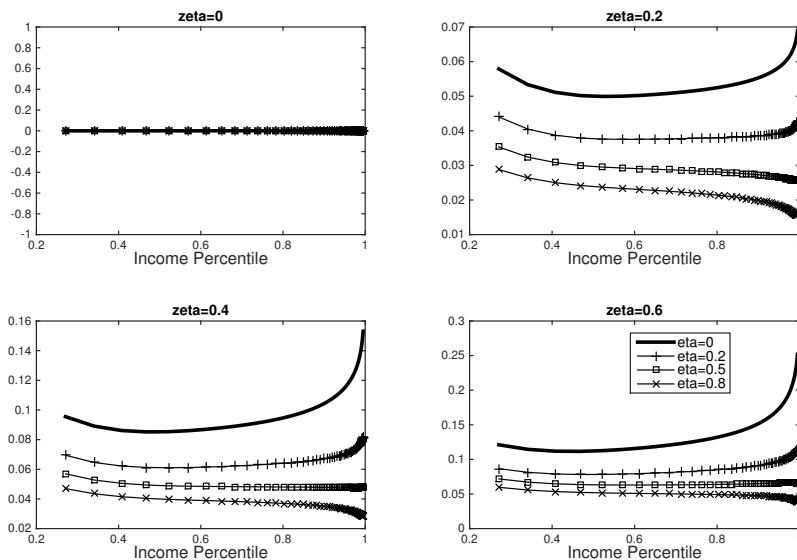 zeta=0
1
0.8
0.6
0.4
0.2
0
-0.2
-0.4
-0.6
-0.8
-1
0.2 0.4 0.6 0.8 1
Income Percentile
zeta=0.2
0.07
0.06
0.05
0.04
0.03
0.02
0.01
0.2 0.4 0.6 0.8
Income Percentile
zeta=0.4
0.16
0.14
0.12
0.1
0.08
0.06
0.04
0.02
0.2 0.4 0.6 0.8 1
Income Percentile
zeta=0.6
0.3
0.25
0.2
0.15
0.1
0.05
0
0.2 0.4 0.6 0.8
Income Percentile
eta=0
eta=0.2
eta=0.5
eta=0.8